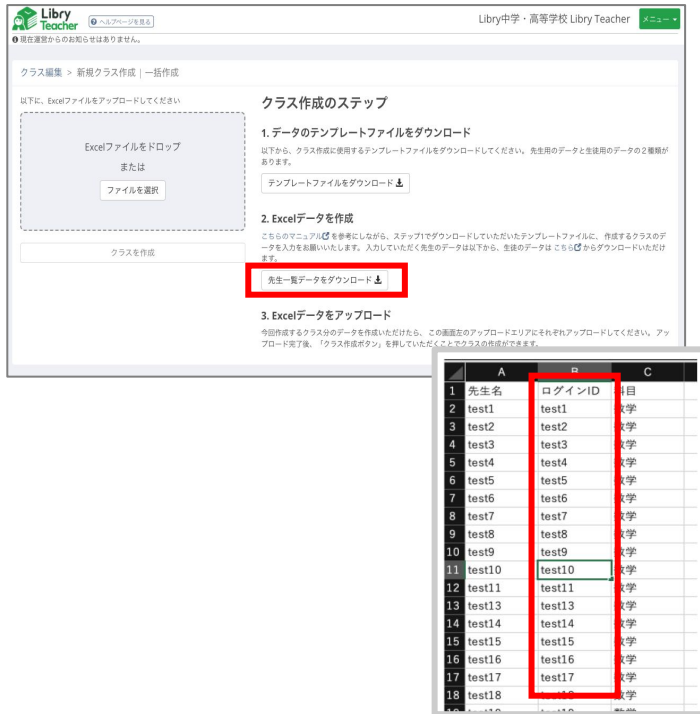 Libry
Teacher
ヘルプページを見る
Libry中学・高等学校 Libry Teacher
メニュー
現在運営からのお知らせはありません。
クラス編集 > 新規クラス作成｜一括作成
以下に、Excelファイルをアップロードしてください
Excelファイルをドロップ
または
ファイルを選択
クラスを作成
クラス作成のステップ
1. データのテンプレートファイルをダウンロード
以下から、クラス作成に使用するテンプレートファイルをダウンロードしてください。 先生用のデータと生徒用のデータの２種類が
あります。
テンプレートファイルをダウンロード
2. Excelデータを作成
こちらのマニュアル を参考にしながら、ステップ1でダウンロードしていただいたテンプレートファイルに、 作成するクラスのデ
ータを入力をお願いいたします。 入力していただく先生のデータは以下から、生徒のデータは こちら からダウンロードいただけ
ます。
先生一覧データをダウンロード
3. Excelデータをアップロード
今回作成するクラス分のデータを作成いただけたら、 この画面左のアップロードエリアにそれぞれアップロードしてください。 アッ
プロード完了後、「クラス作成ボタン」を押していただくことでクラスの作成ができます。
A B C
1 先生名 ログインID 科目
2 test1 test1 数学
3 test2 test2 数学
4 test3 test3 数学
5 test4 test4 数学
6 test5 test5 数学
7 test6 test6 数学
8 test7 test7 数学
9 test8 test8 数学
10 test9 test9 数学
11 test10 test10 数学
12 test11 test11 数学
13 test13 test13 数学
14 test14 test14 数学
15 test15 test15 数学
16 test16 test16 数学
17 test17 test17 数学
18 test18 test18 数学